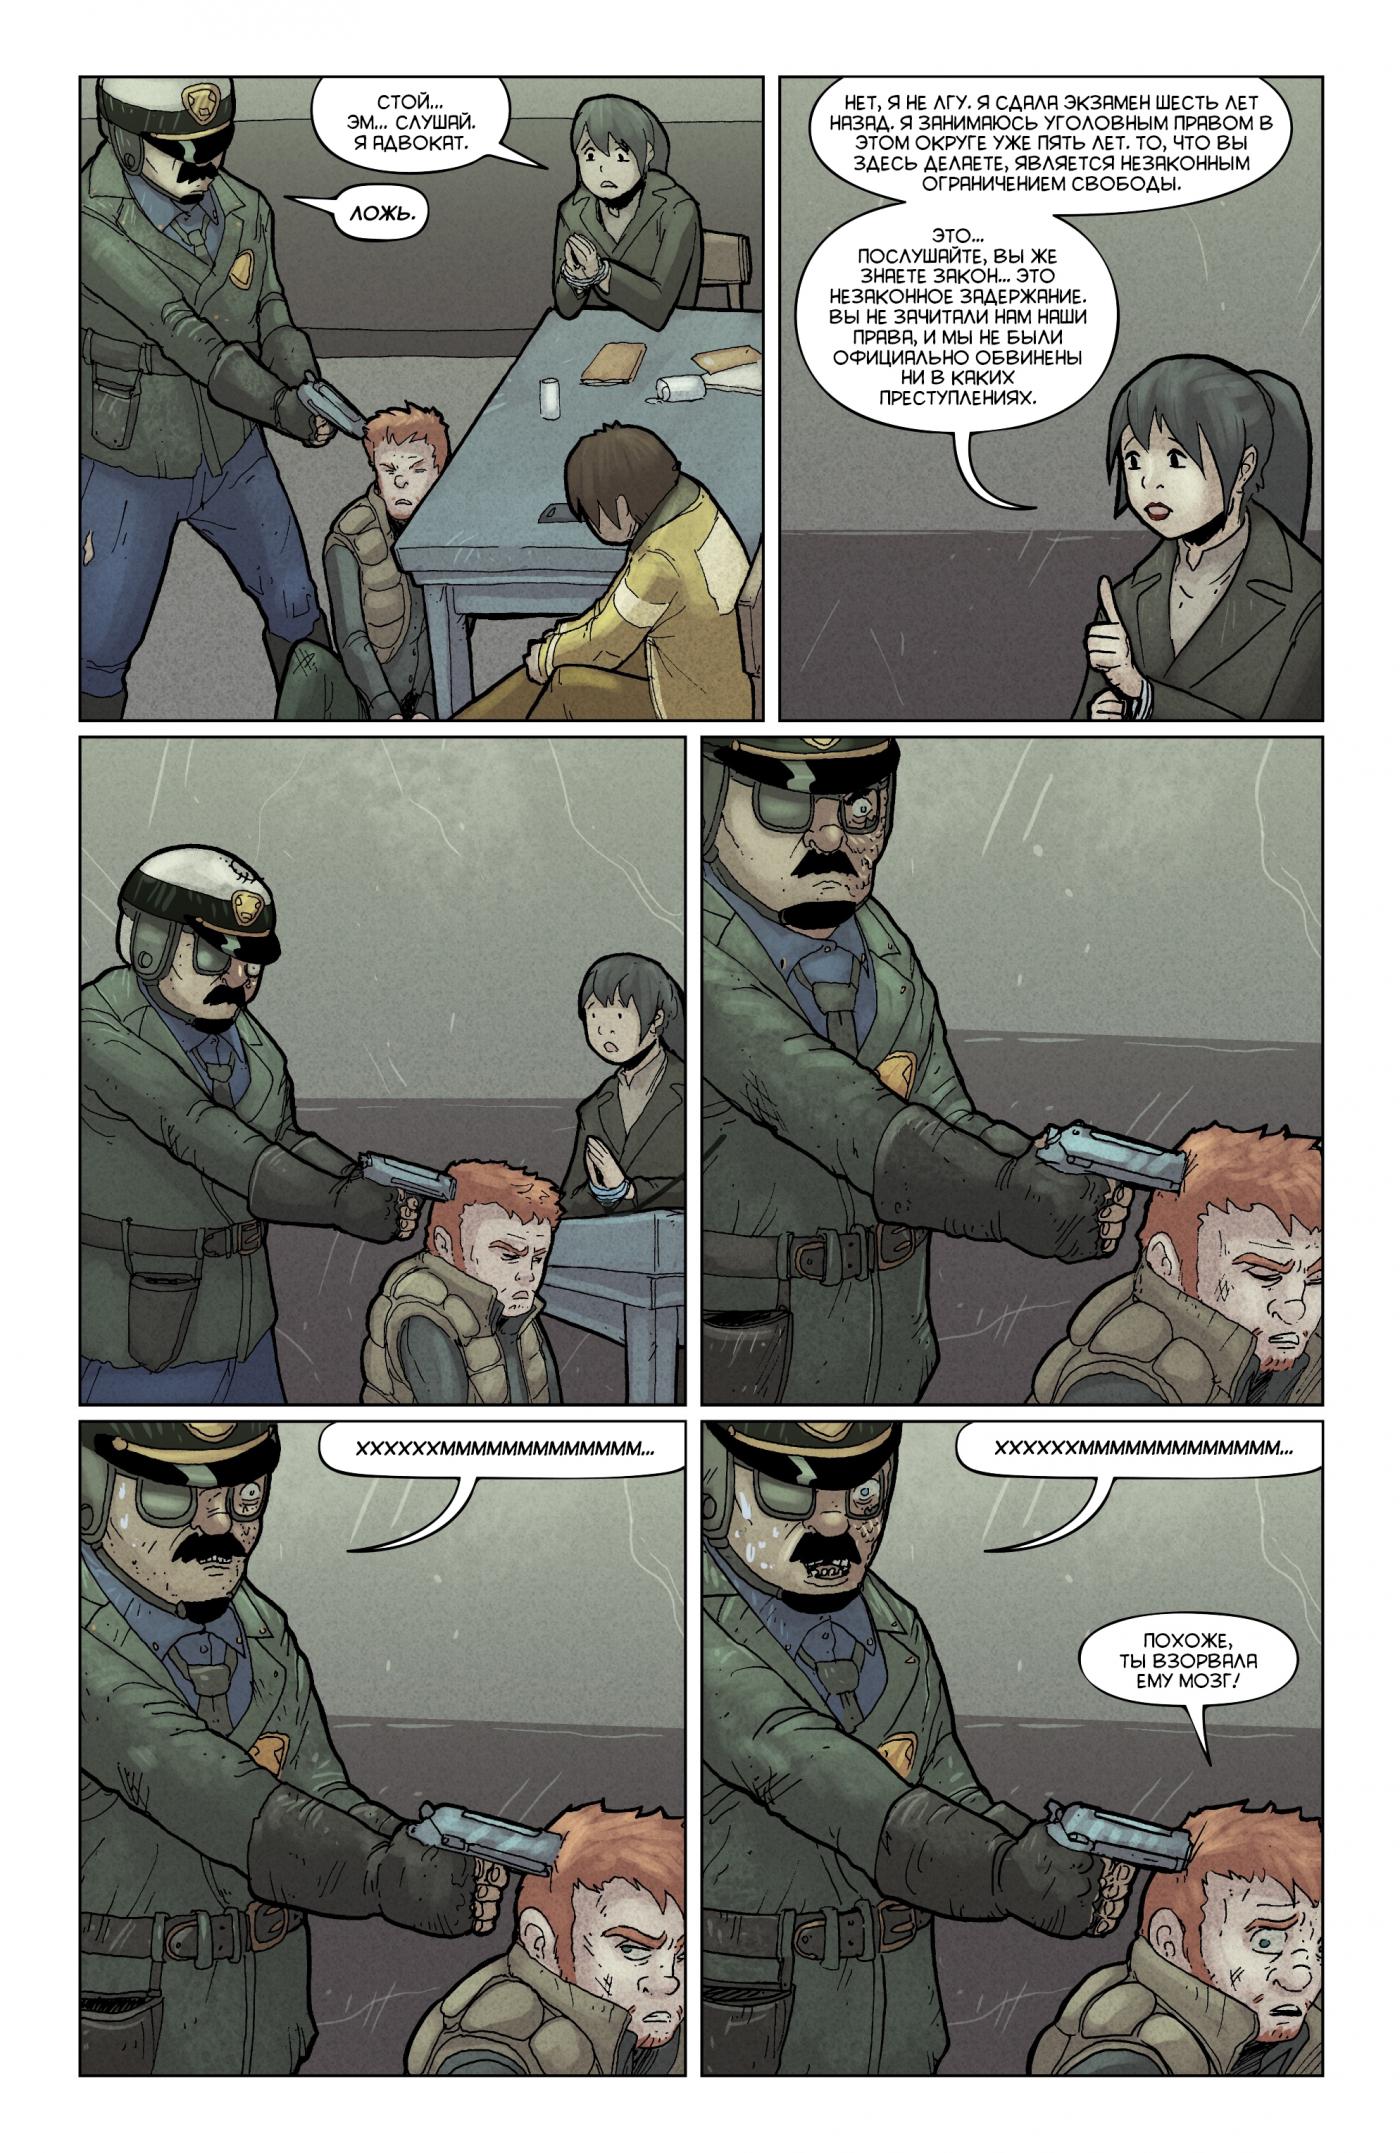 СТОЙ...
ЭМ... СЛУШАЙ.
Я АДВОКАТ.
ЛОЖЬ.
НЕТ, Я НЕ ЛГУ. Я СДАЛА ЭКЗАМЕН ШЕСТЬ ЛЕТ
НАЗАД. Я ЗАНИМАЮСЬ УГОЛОВНЫМ ПРАВОМ В
ЭТОМ ОКРУГЕ УЖЕ ПЯТЬ ЛЕТ. ТО, ЧТО ВЫ
ЗДЕСЬ ДЕЛАЕТЕ, ЯВЛЯЕТСЯ НЕЗАКОННЫМ
ОГРАНИЧЕНИЕМ СВОБОДЫ.
ЭТО...
ПОСЛУШАЙТЕ, ВЫ ЖЕ
ЗНАЕТЕ ЗАКОН... ЭТО
НЕЗАКОННОЕ ЗАДЕРЖАНИЕ.
ВЫ НЕ ЗАЧИТАЛИ НАМ НАШИ
ПРАВА, И МЫ НЕ БЫЛИ
ОФИЦИАЛЬНО ОБВИНЕНЫ
НИ В КАКИХ
ПРЕСТУПЛЕНИЯХ.
ХХХХХХМММММММММММММ...
ХХХХХХМММММММММММММ...
ПОХОЖЕ,
ТЫ ВЗОРВАЛА
ЕМУ МОЗГ!